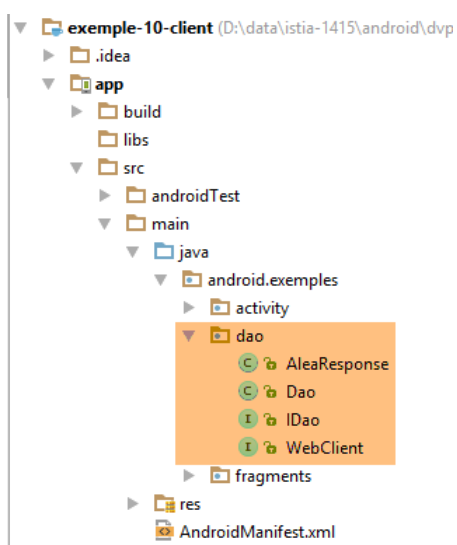 exemple-10-client (D:\data\istia-1415\android\dvp
.idea
app
build
libs
src
androidTest
main
java
android.exemples
activity
dao
C AleaResponse
C Dao
I IDao
I WebClient
fragments
res
AndroidManifest.xml